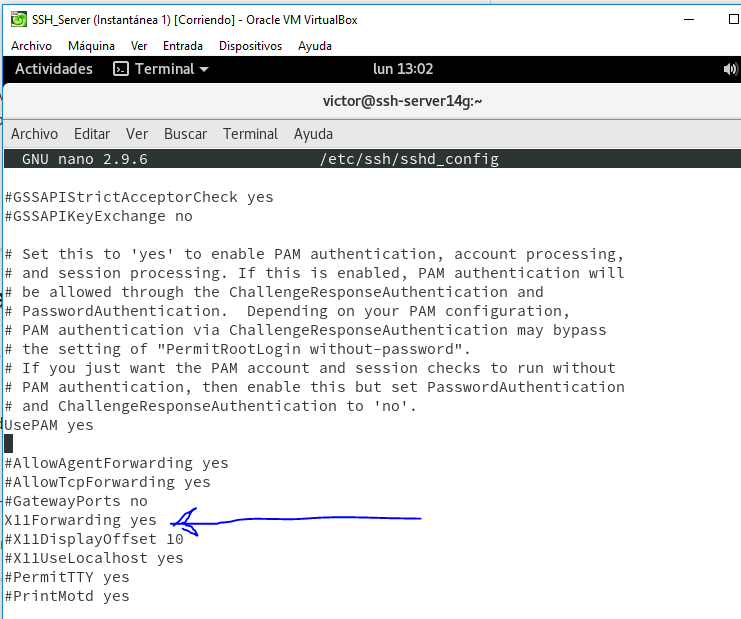 SSH_Server (Instantánea 1) [Corriendo] - Oracle VM VirtualBox
Archivo Máquina Ver Entrada Dispositivos Ayuda
Actividades Terminal lun 13:02
victor@ssh-server14g:~
Archivo Editar Ver Buscar Terminal Ayuda
GNU nano 2.9.6 /etc/ssh/sshd_config
#GSSAPIStrictAcceptorCheck yes
#GSSAPIKeyExchange no
# Set this to 'yes' to enable PAM authentication, account processing,
# and session processing. If this is enabled, PAM authentication will
# be allowed through the ChallengeResponseAuthentication and
# PasswordAuthentication.  Depending on your PAM configuration,
# PAM authentication via ChallengeResponseAuthentication may bypass
# the setting of "PermitRootLogin without-password".
# If you just want the PAM account and session checks to run without
# PAM authentication, then enable this but set PasswordAuthentication
# and ChallengeResponseAuthentication to 'no'.
UsePAM yes
#AllowAgentForwarding yes
#AllowTcpForwarding yes
#GatewayPorts no
X11Forwarding yes
#X11DisplayOffset 10
#X11UseLocalhost yes
#PermitTTY yes
#PrintMotd yes